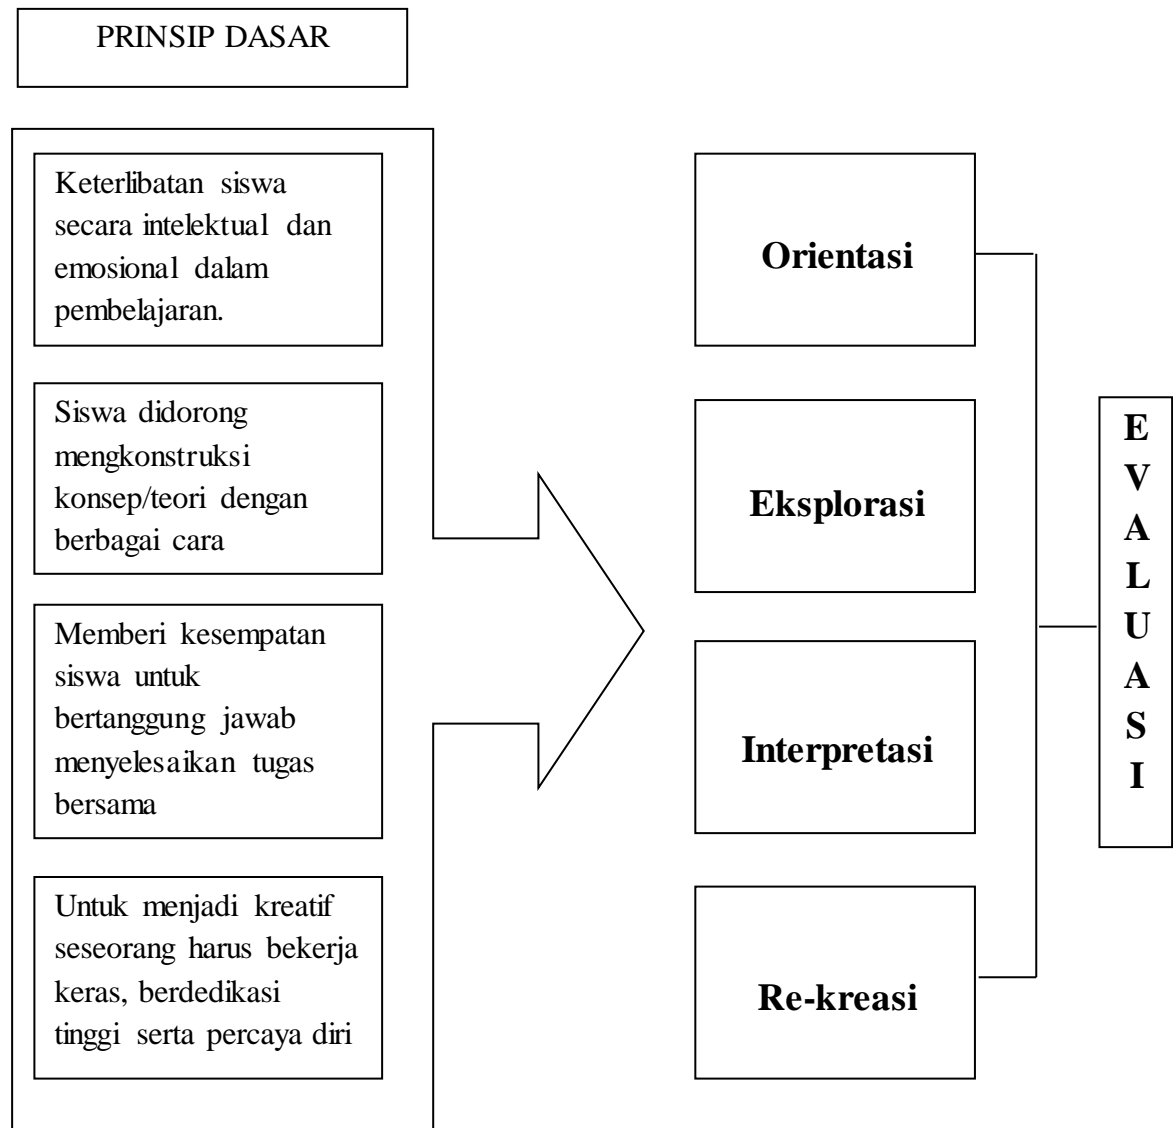 PRINSIP DASAR
Keterlibatan siswa
secara intelektual dan
emosional dalam
pembelajaran.
Siswa didorong
mengkonstruksi
konsep/teori dengan
berbagai cara
Memberi kesempatan
siswa untuk
bertanggung jawab
menyelesaikan tugas
bersama
Untuk menjadi kreatif
seseorang harus bekerja
keras, berdedikasi
tinggi serta percaya diri
Orientasi
Eksplorasi
Interpretasi
Re-kreasi
E
V
A
L
U
A
S
I